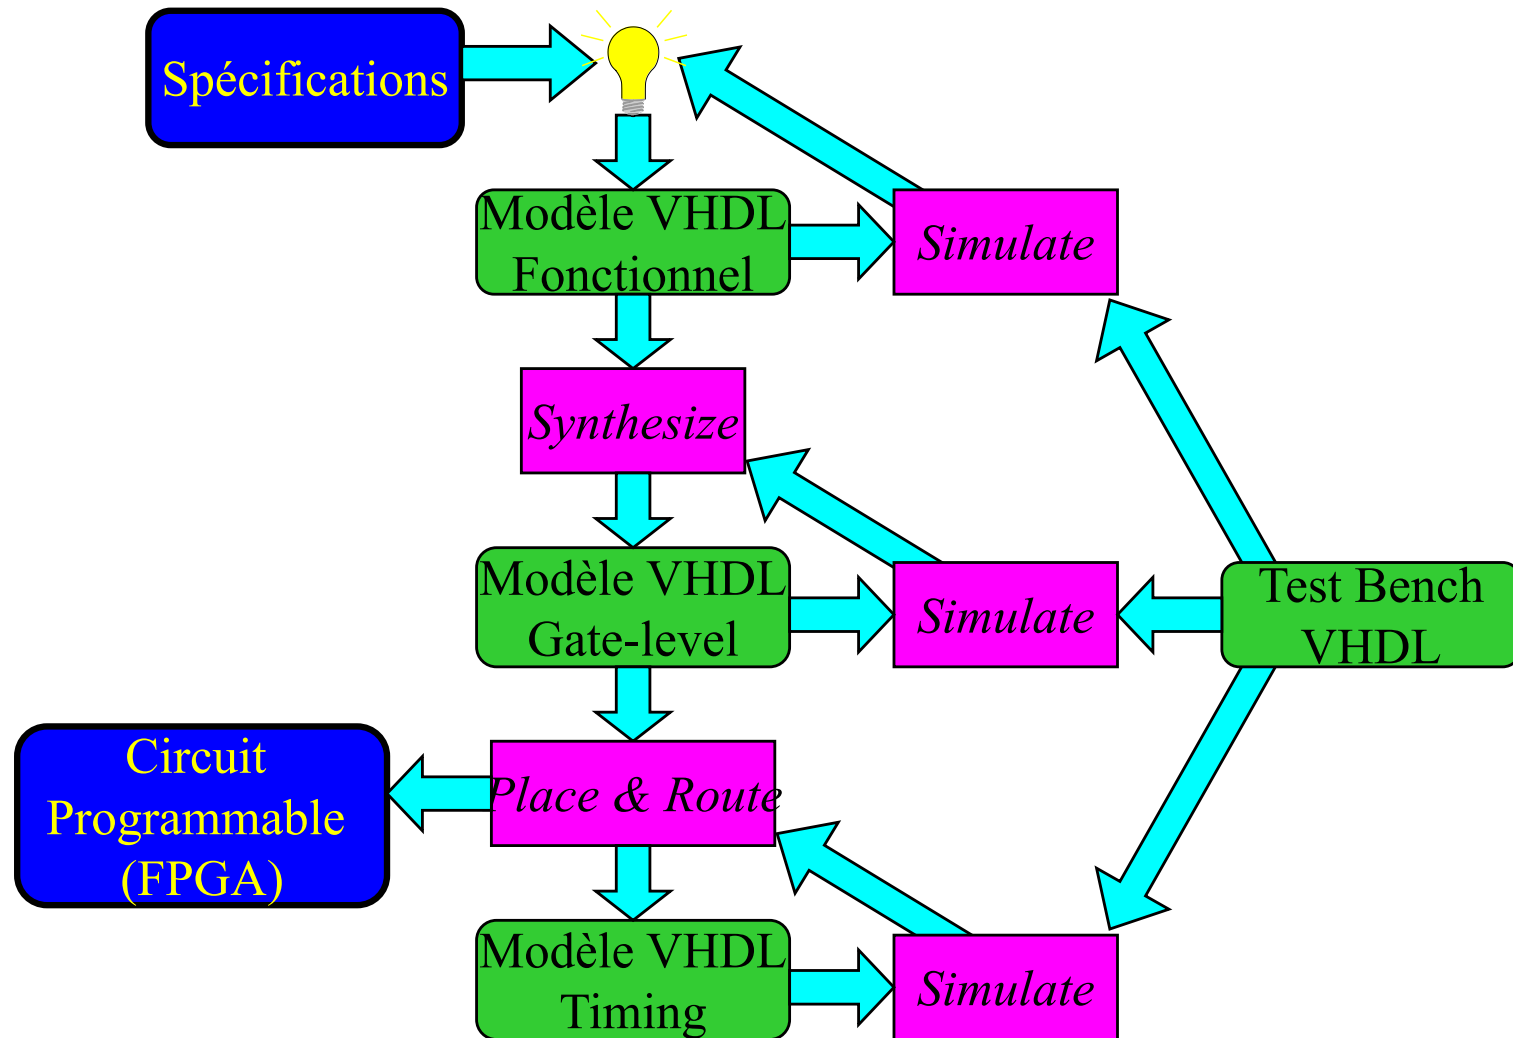 Spécifications
Modèle VHDL
Fonctionnel
Simulate
Synthesize
Modèle VHDL
Gate-level
Simulate
Test Bench
VHDL
Circuit
Programmable
(FPGA)
Place & Route
Modèle VHDL
Timing
Simulate